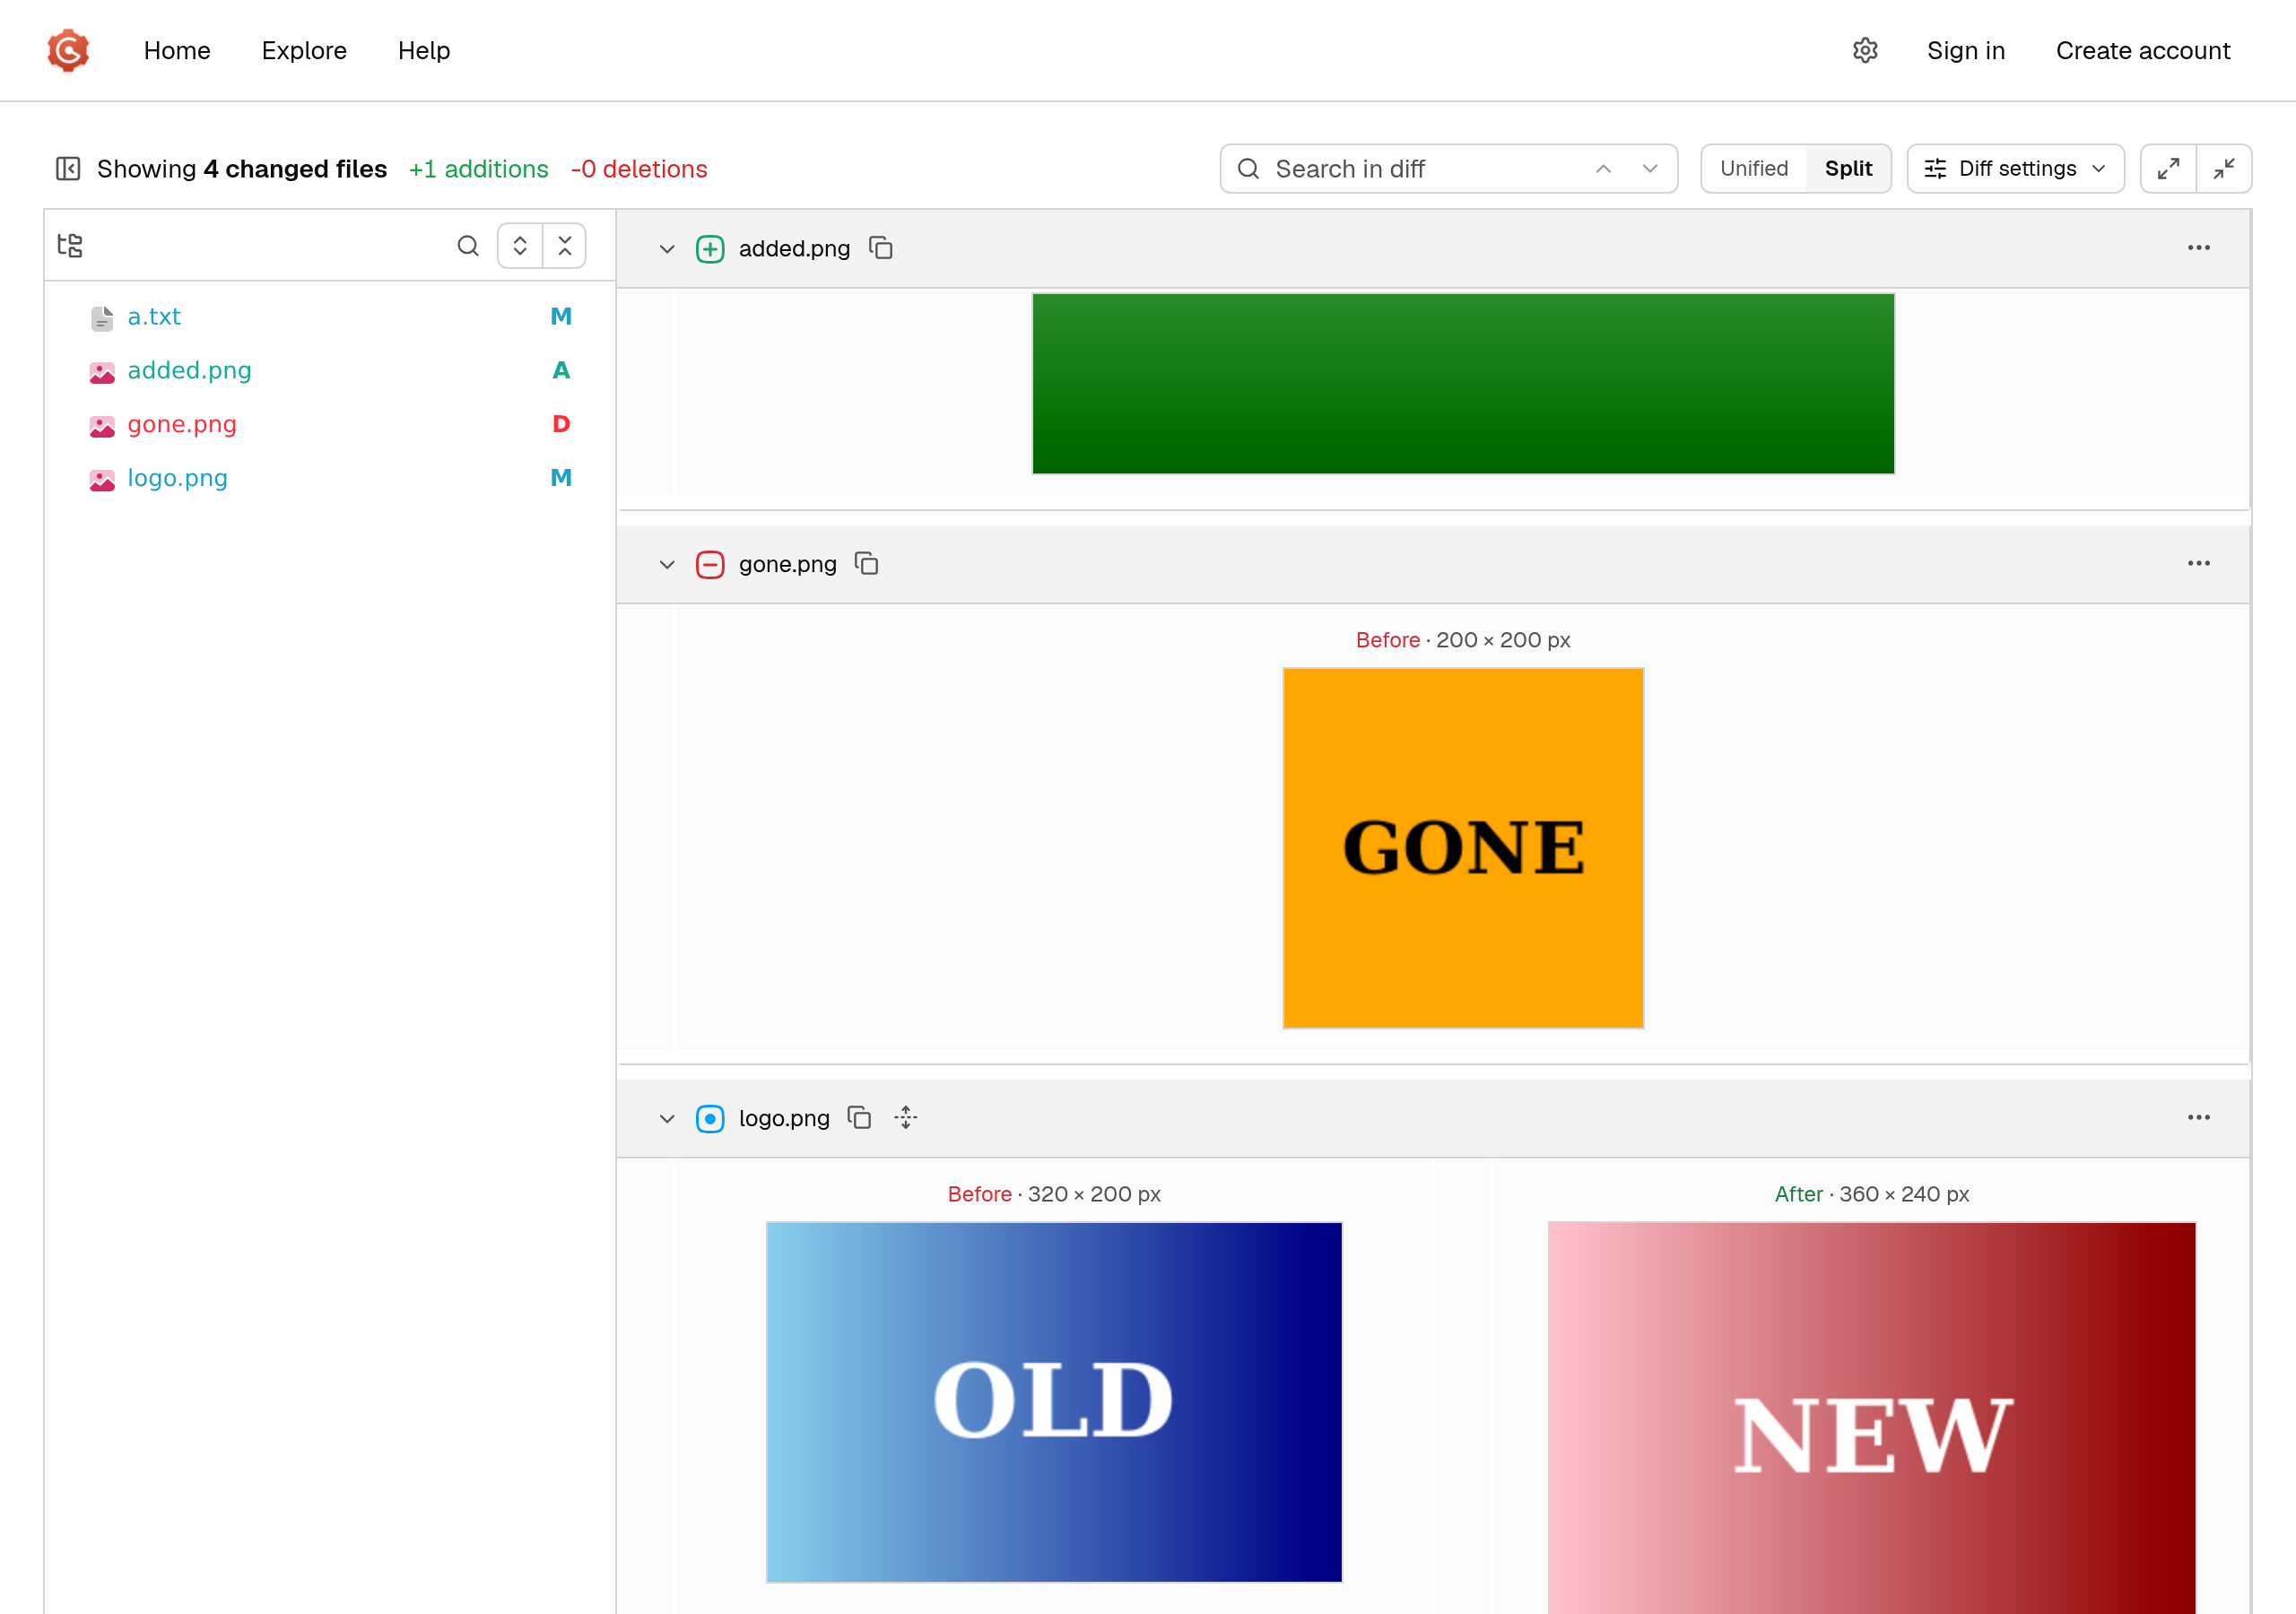 Home Explore Help Sign in Create account
Showing 4 changed files +1 additions -0 deletions Search in diff Unified Split Diff settings
a.txt M
added.png A
gone.png D
logo.png M
added.png
gone.png
Before · 200 × 200 px
GONE
logo.png
Before · 320 × 200 px
After · 360 × 240 px
OLD
NEW